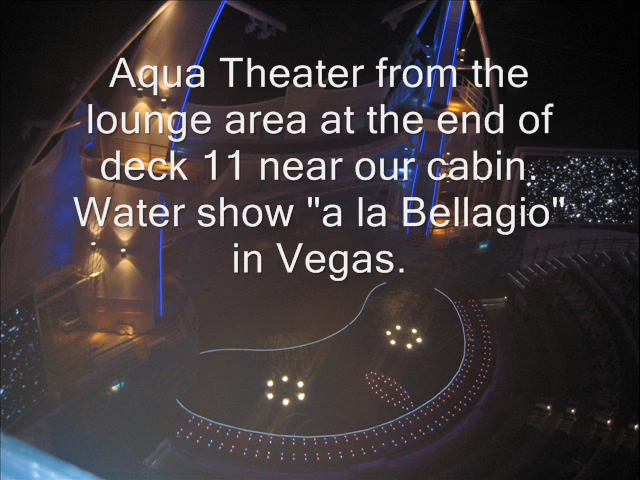 Aqua Theater from the
lounge area at the end of
deck 11 near our cabin.
Water show "a la Bellagio"
in Vegas.